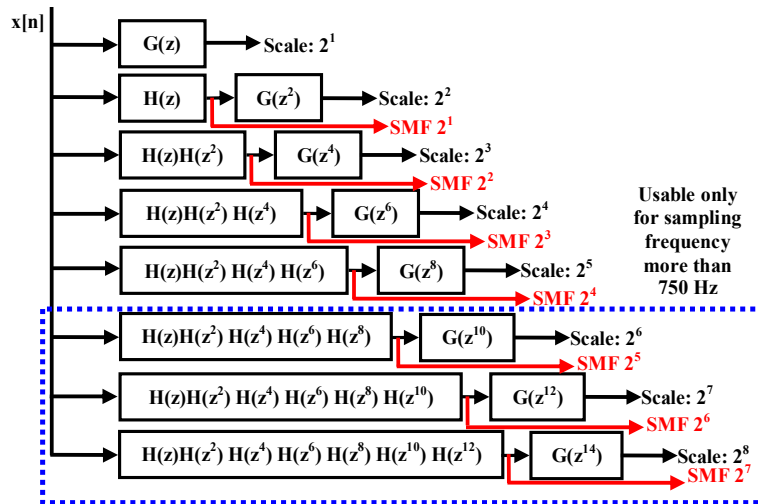 x[n]
G(z) Scale: 2¹
H(z) G(z²) Scale: 2²
SMF 2¹
H(z)H(z²) G(z⁴) Scale: 2³
SMF 2²
H(z)H(z²) H(z⁴) G(z⁶) Scale: 2⁴
SMF 2³
H(z)H(z²) H(z⁴) H(z⁶) G(z⁸) Scale: 2⁵
SMF 2⁴
Usable only
for sampling
frequency
more than
750 Hz
H(z)H(z²) H(z⁴) H(z⁶) H(z⁸) G(z¹⁰) Scale: 2⁶
SMF 2⁵
H(z)H(z²) H(z⁴) H(z⁶) H(z⁸) H(z¹⁰) G(z¹²) Scale: 2⁷
SMF 2⁶
H(z)H(z²) H(z⁴) H(z⁶) H(z⁸) H(z¹⁰) H(z¹²) G(z¹⁴) Scale: 2⁸
SMF 2⁷